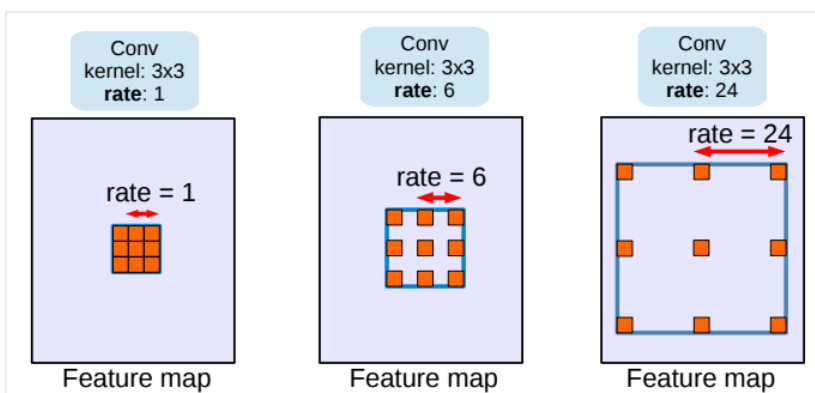 Conv
kernel: 3x3
rate: 1
Conv
kernel: 3x3
rate: 6
Conv
kernel: 3x3
rate: 24
rate = 1
rate = 6
rate = 24
Feature map
Feature map
Feature map